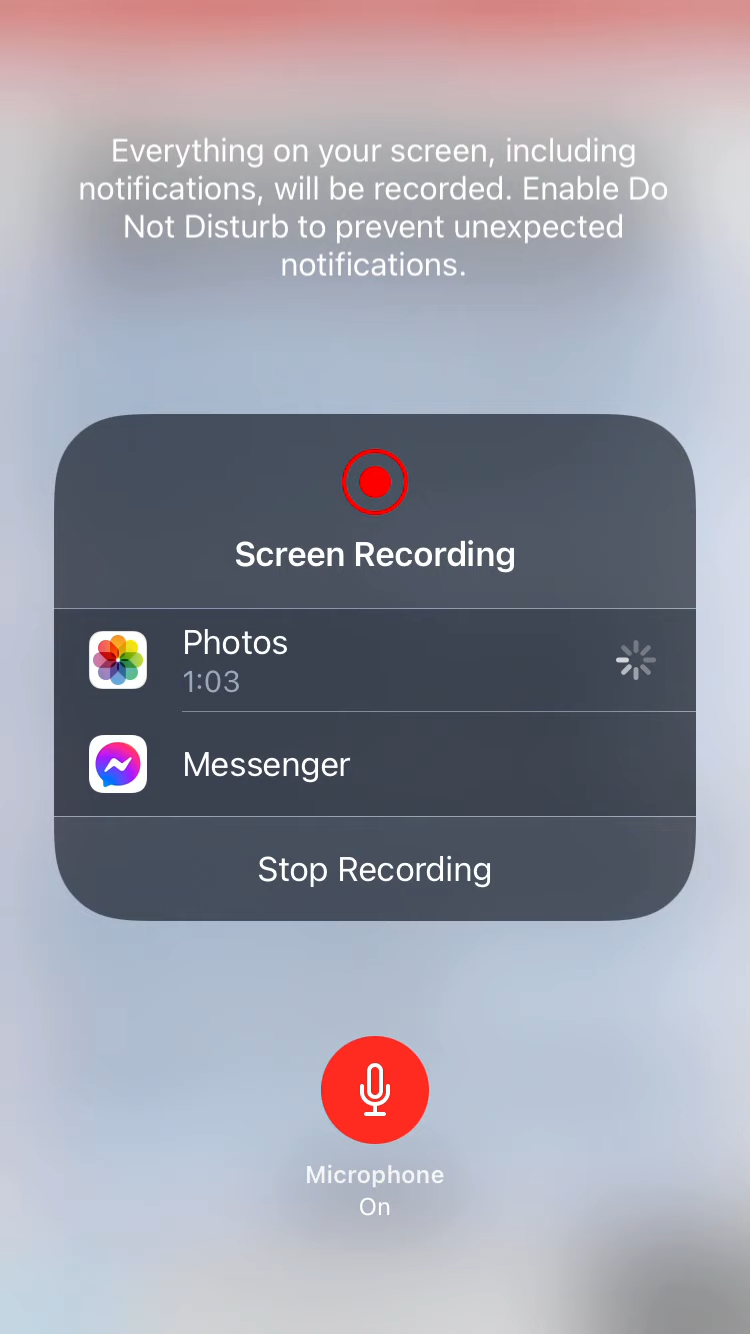 Everything on your screen, including
notifications, will be recorded. Enable Do
Not Disturb to prevent unexpected
notifications.
Screen Recording
Photos
1:03
Messenger
Stop Recording
Microphone
On